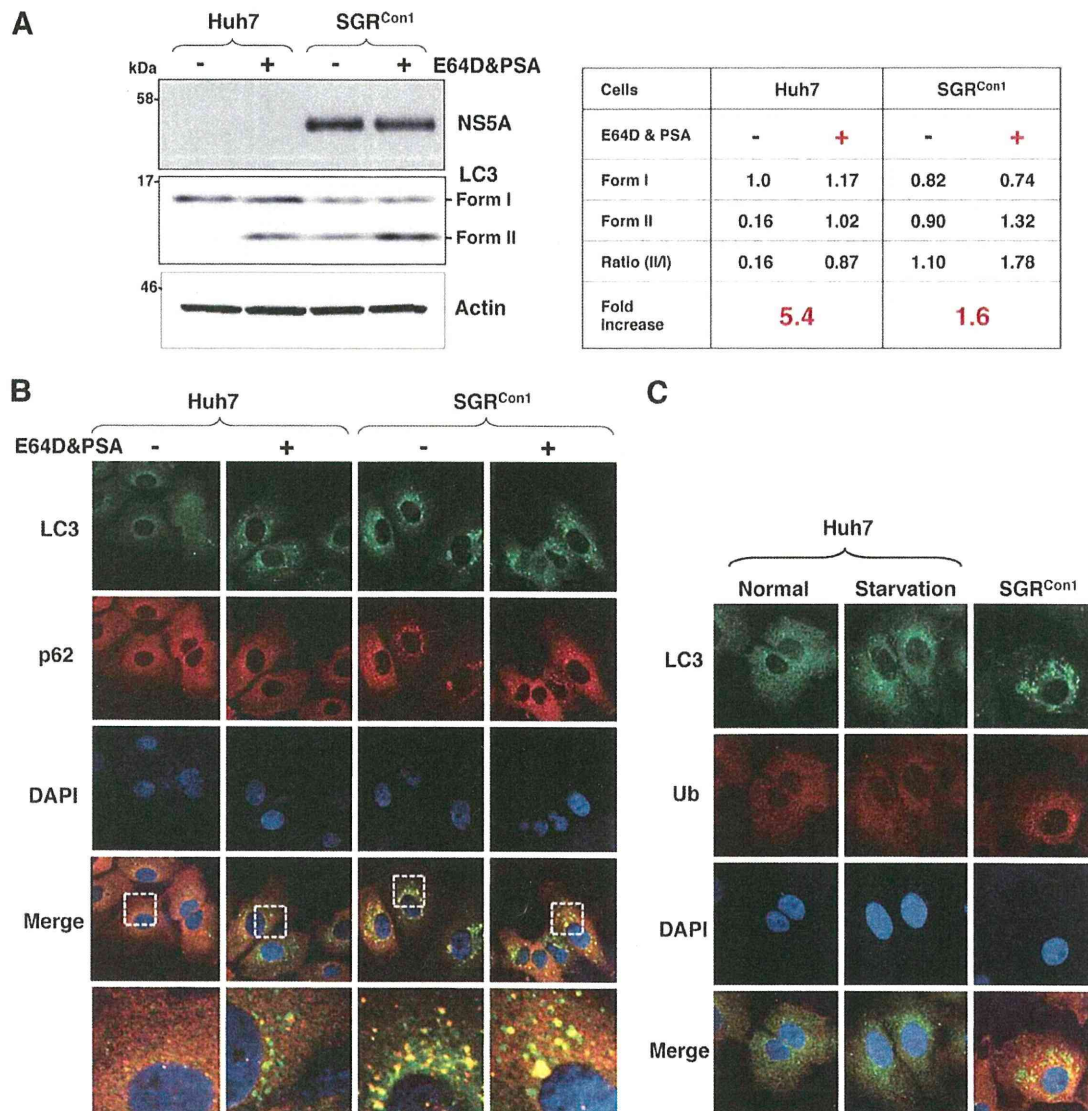 A
Huh7
SGRCon1
- + - + E64D&PSA
kDa
58-
NS5A
LC3
17
Form I
Form II
46
Actin
Cells Huh7 SGRCon1
E64D & PSA - + - +
Form I 1.0 1.17 0.82 0.74
Form II 0.16 1.02 0.90 1.32
Ratio (II/I) 0.16 0.87 1.10 1.78
Fold increase 5.4 1.6
B
Huh7
SGRCon1
E64D&PSA - + - +
LC3
p62
DAPI
Merge
C
Huh7
Normal Starvation SGRCon1
LC3
Ub
DAPI
Merge